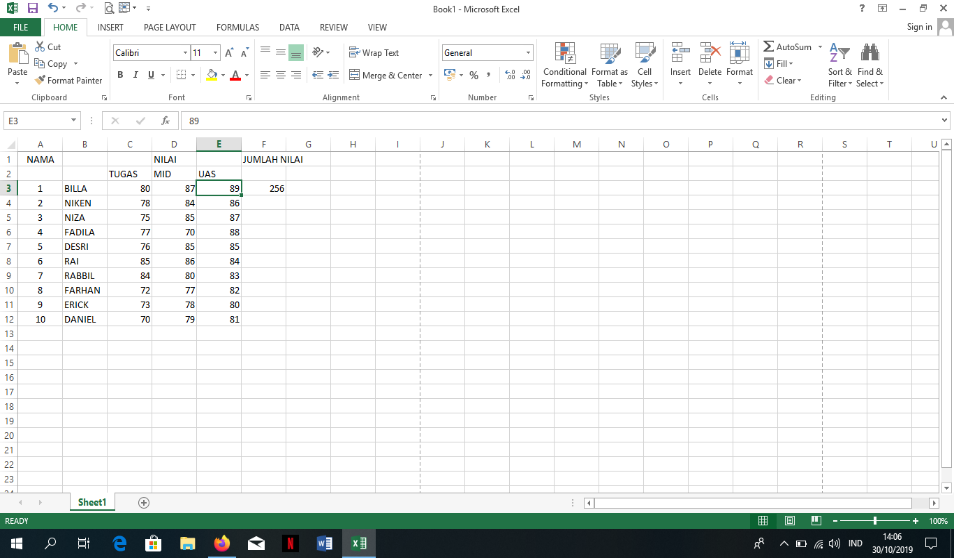 Book1 - Microsoft Excel
FILE HOME INSERT PAGE LAYOUT FORMULAS DATA REVIEW VIEW Sign in
Paste
Cut
Copy
Format Painter
Clipboard
Calibri 11
B I U
Font
Wrap Text
Merge & Center
Alignment
General
Number
Conditional Formatting
Format as Table
Cell Styles
Styles
Insert Delete Format
Cells
AutoSum
Fill
Clear
Sort & Filter
Find & Select
Editing
E3 fx 89
A B C D E F G H I J K L M N O P Q R S T U
1 NAMA NILAI JUMLAH NILAI
2 TUGAS MID UAS
3 1 BILLA 80 87 89 256
4 2 NIKEN 78 84 86
5 3 NIZA 75 85 87
6 4 FADILA 77 70 88
7 5 DESRI 76 85 85
8 6 RAI 85 86 84
9 7 RABBIL 84 80 83
10 8 FARHAN 72 77 82
11 9 ERICK 73 78 80
12 10 DANIEL 70 79 81
13
14
15
16
17
18
19
20
21
22
23
Sheet1
READY 100%
IND 14:06
30/10/2019